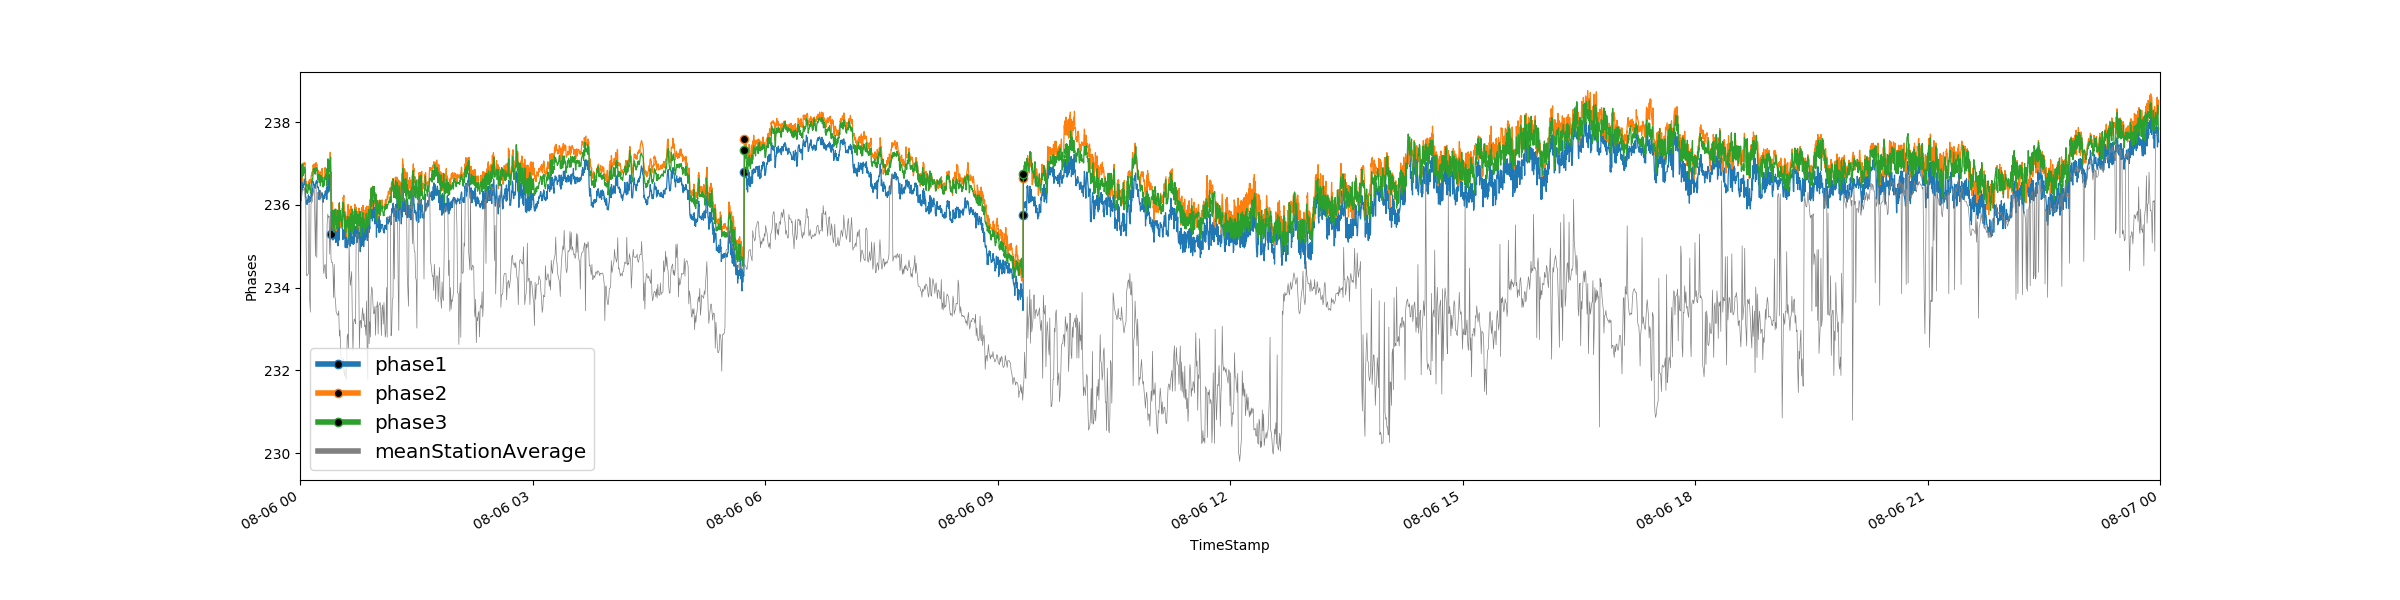 238
236
234
232
230
Phases
phase1
phase2
phase3
meanStationAverage
08-06 00
08-06 03
08-06 06
08-06 09
08-06 12
08-06 15
08-06 18
08-06 21
08-07 00
TimeStamp